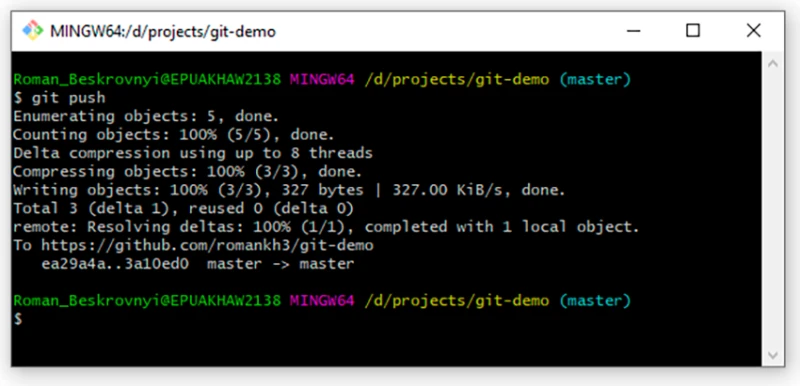 MINGW64:/d/projects/git-demo
Roman_Beskrovnyi@EPUAKHAW2138 MINGW64 /d/projects/git-demo (master)
$ git push
Enumerating objects: 5, done.
Counting objects: 100% (5/5), done.
Delta compression using up to 8 threads
Compressing objects: 100% (3/3), done.
Writing objects: 100% (3/3), 327 bytes | 327.00 KiB/s, done.
Total 3 (delta 1), reused 0 (delta 0)
remote: Resolving deltas: 100% (1/1), completed with 1 local object.
To https://github.com/romankh3/git-demo
   ea29a4a..3a10ed0  master -> master
Roman_Beskrovnyi@EPUAKHAW2138 MINGW64 /d/projects/git-demo (master)
$